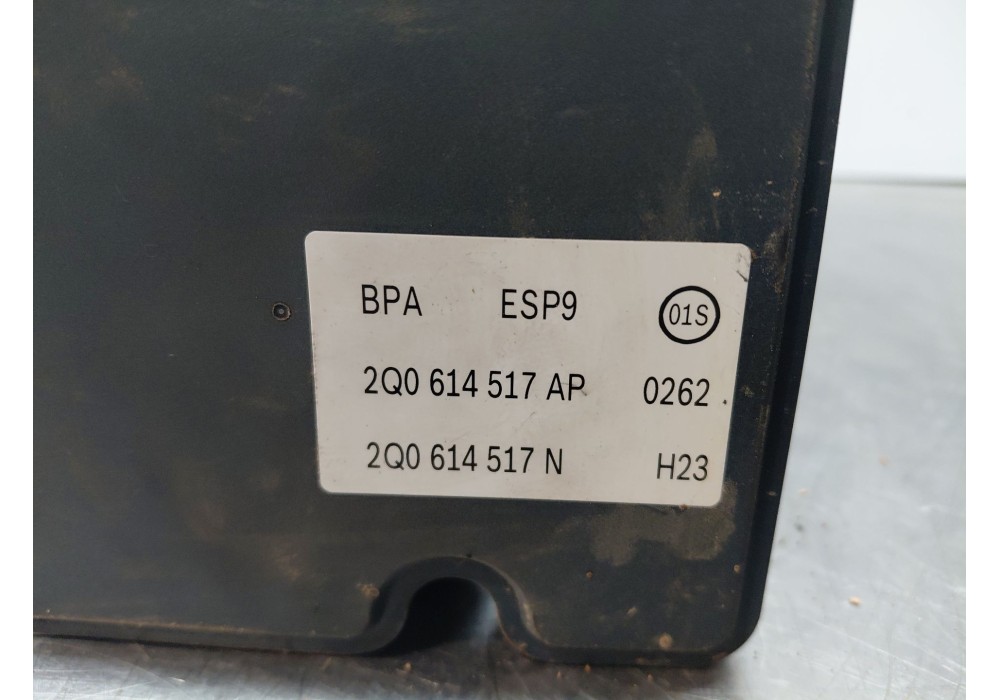 BPA ESP9 01S
2Q0 614 517 AP 0262
2Q0 614 517 N H23